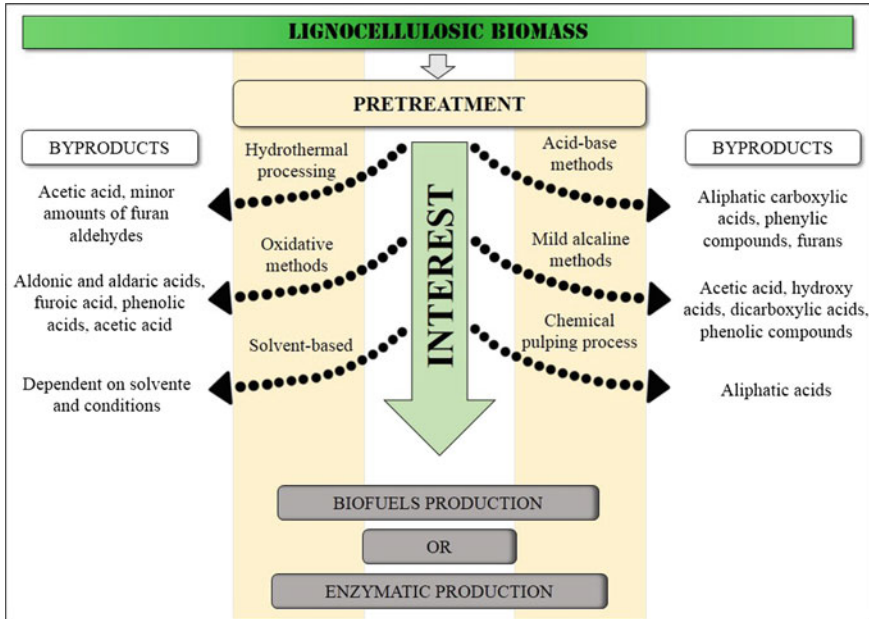 LIGNOCELLULOSIC BIOMASS
PRETREATMENT
BYPRODUCTS
Hydrothermal
processing
Acetic acid, minor
amounts of furan
aldehydes
Oxidative
methods
Aldonic and aldaric acids,
furoic acid, phenolic
acids, acetic acid
Solvent-based
Dependent on solvente
and conditions
INTEREST
Acid-base
methods
BYPRODUCTS
Aliphatic carboxylic
acids, phenylic
compounds, furans
Mild alcaline
methods
Acetic acid, hydroxy
acids, dicarboxylic acids,
phenolic compounds
Chemical
pulping process
Aliphatic acids
BIOFUELS PRODUCTION
OR
ENZYMATIC PRODUCTION